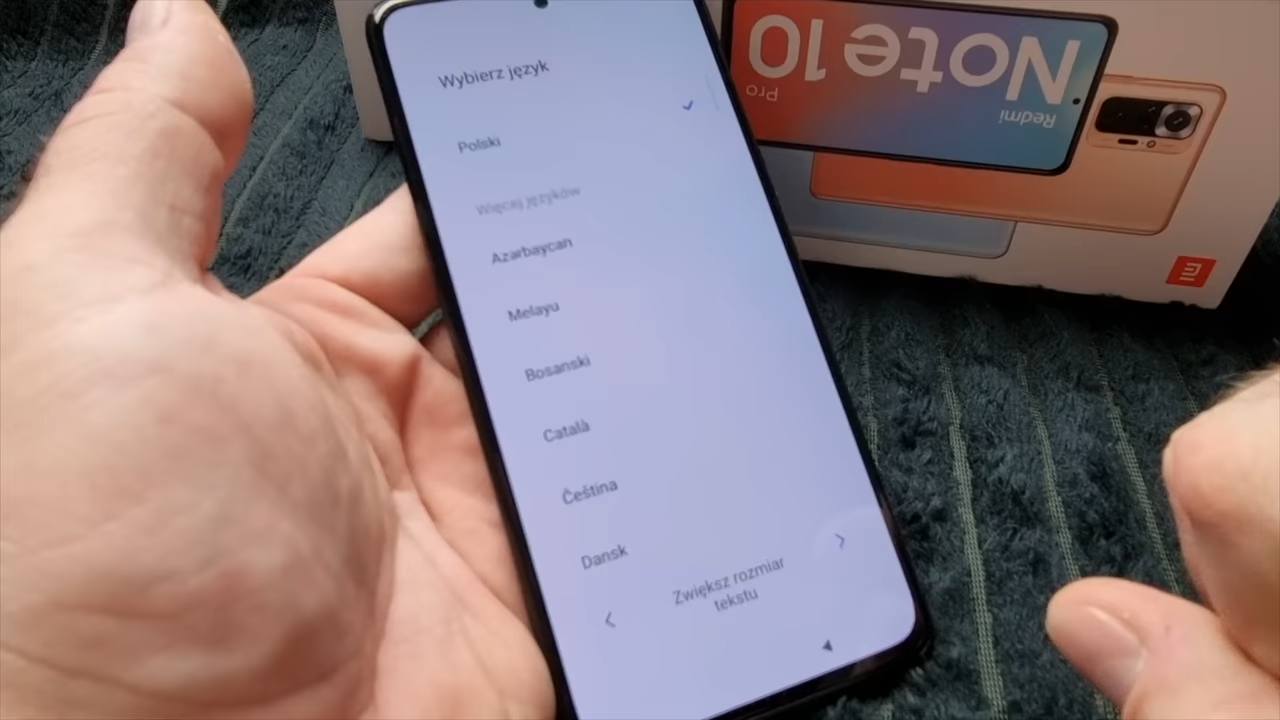 Wybierz język
Polski
Więcej języków
Azərbaycan
Melayu
Bosanski
Català
Čeština
Dansk
Zwiększ rozmiar
tekstu
Redmi
Note 10
Pro